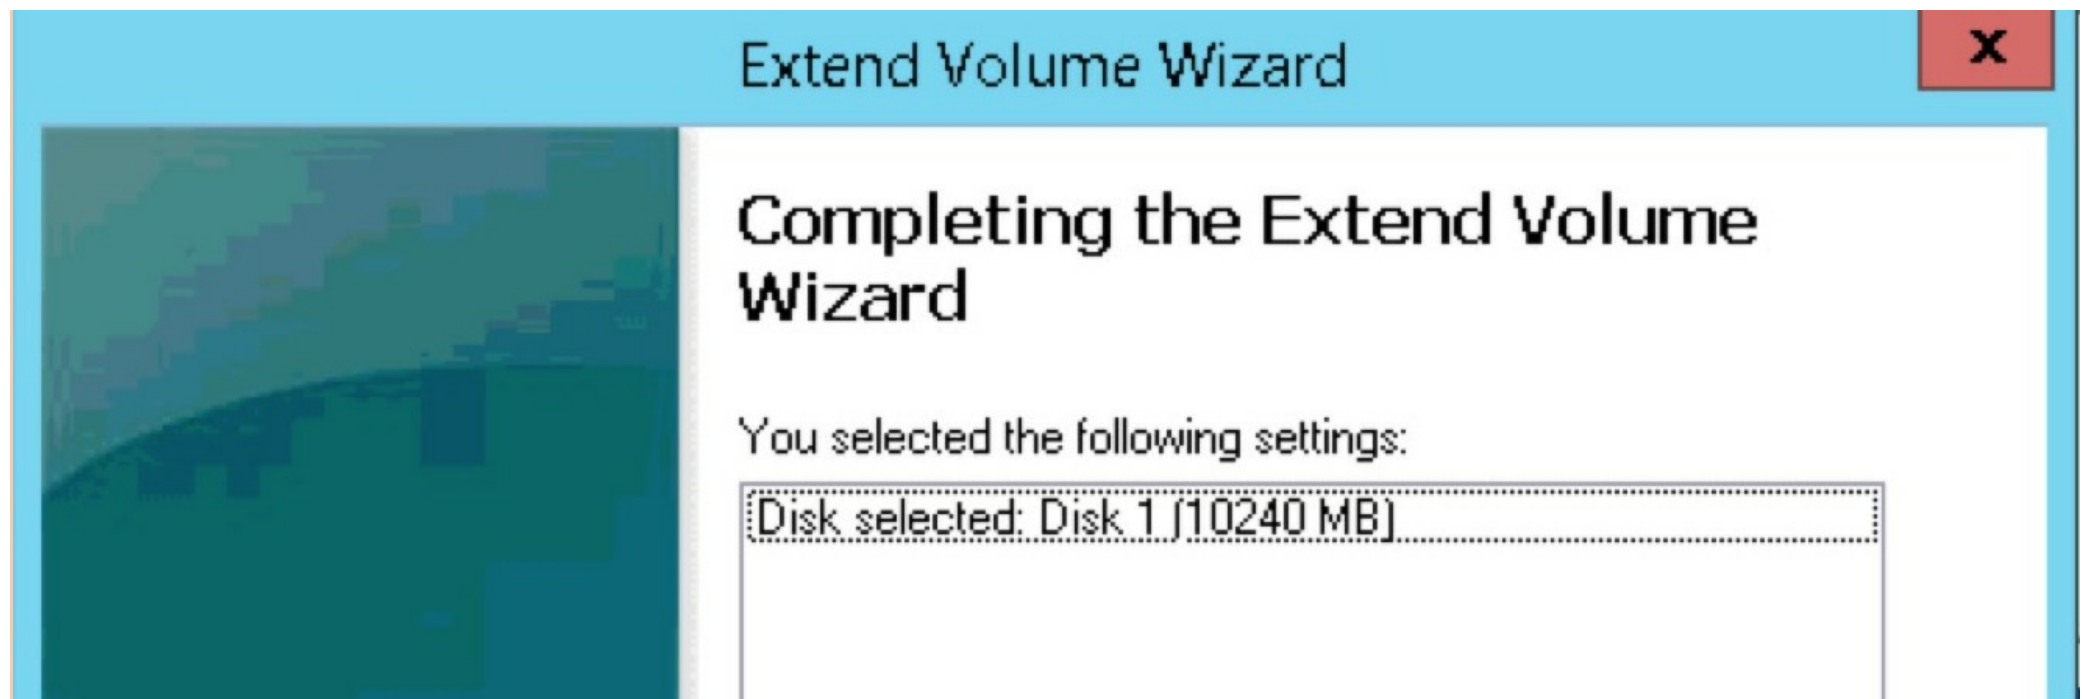 Extend Volume Wizard
x
Completing the Extend Volume
Wizard
You selected the following settings:
Disk selected: Disk 1 (10240 MB)